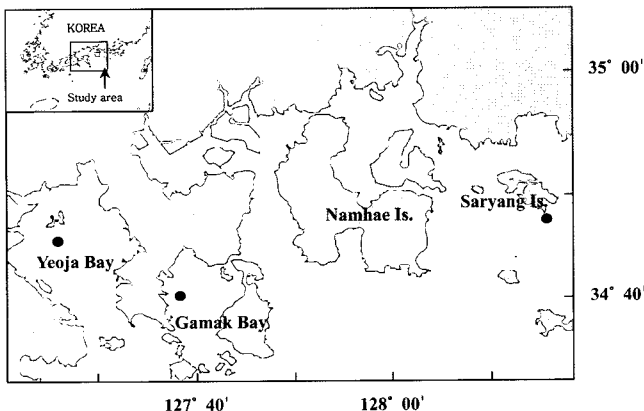 KOREA
Study area
35° 00'
Saryang Is.
Namhae Is.
Yeoja Bay
34° 40'
Gamak Bay
127° 40'
128° 00'